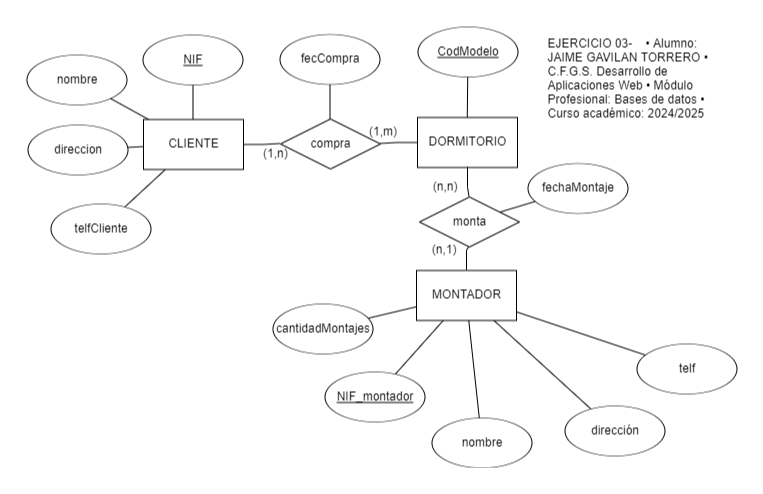 NIF
fecCompra
CodModelo
EJERCICIO 03-    • Alumno:
JAIME GAVILAN TORRERO •
C.F.G.S. Desarrollo de
Aplicaciones Web • Módulo
Profesional: Bases de datos •
Curso académico: 2024/2025
nombre
direccion
CLIENTE
(1,n)
compra
(1,m)
DORMITORIO
telfCliente
(n,n)
fechaMontaje
monta
(n,1)
MONTADOR
cantidadMontajes
NIF_montador
nombre
dirección
telf